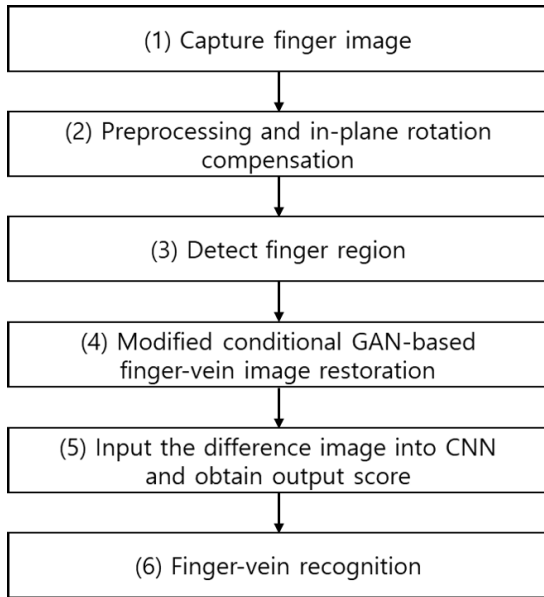 (1) Capture finger image
(2) Preprocessing and in-plane rotation
compensation
(3) Detect finger region
(4) Modified conditional GAN-based
finger-vein image restoration
(5) Input the difference image into CNN
and obtain output score
(6) Finger-vein recognition